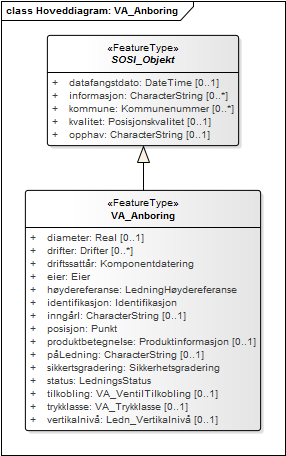 class Hoveddiagram: VA_Anboring
«FeatureType»
SOSI_Objekt
+ datafangstdato: DateTime [0..1]
+ informasjon: CharacterString [0..*]
+ kommune: Kommunenummer [0..*]
+ kvalitet: Posisjonskvalitet [0..1]
+ opphav: CharacterString [0..1]
«FeatureType»
VA_Anboring
+ diameter: Real [0..1]
+ drifter: Drifter [0..*]
+ driftssattår: Komponentdatering
+ eier: Eier
+ høydereferanse: LedningHøydereferanse
+ identifikasjon: Identifikasjon
+ inngårI: CharacterString [0..1]
+ posisjon: Punkt
+ produktbetegnelse: Produktinformasjon [0..1]
+ påLedning: CharacterString [0..1]
+ sikkertsgradering: Sikkerhetsgradering
+ status: LedningsStatus
+ tilkobling: VA_VentilTilkobling [0..1]
+ trykklasse: VA_Trykklasse [0..1]
+ vertikalnivå: Ledn_Vertikalnivå [0..1]